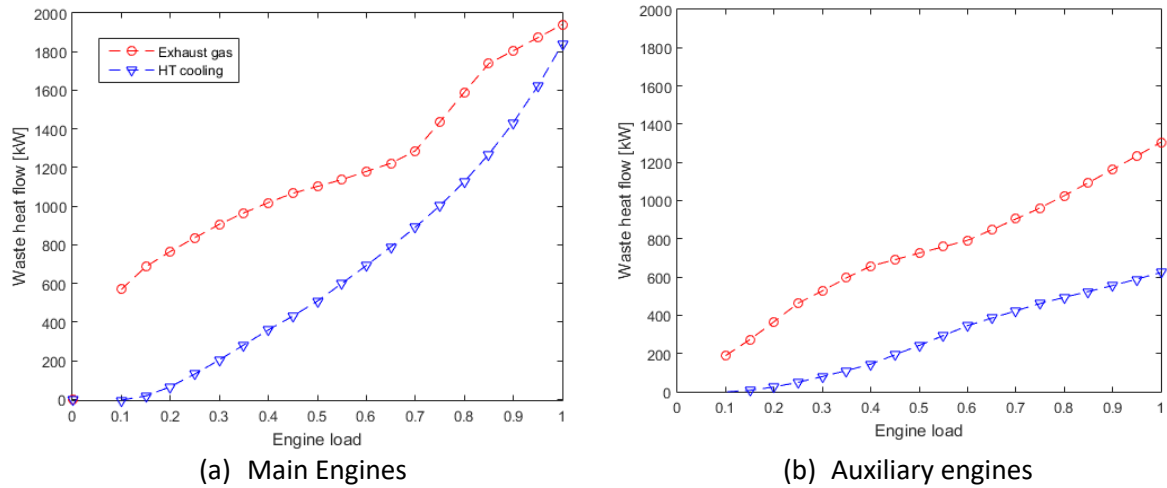 2000
1800
1600
1400
1200
1000
800
600
400
200
0
Waste heat flow [kW]
Exhaust gas
HT cooling
0 0.1 0.2 0.3 0.4 0.5 0.6 0.7 0.8 0.9 1
Engine load
(a) Main Engines
2000
1800
1600
1400
1200
1000
800
600
400
200
0
Waste heat flow [kW]
0 0.1 0.2 0.3 0.4 0.5 0.6 0.7 0.8 0.9 1
Engine load
(b) Auxiliary engines